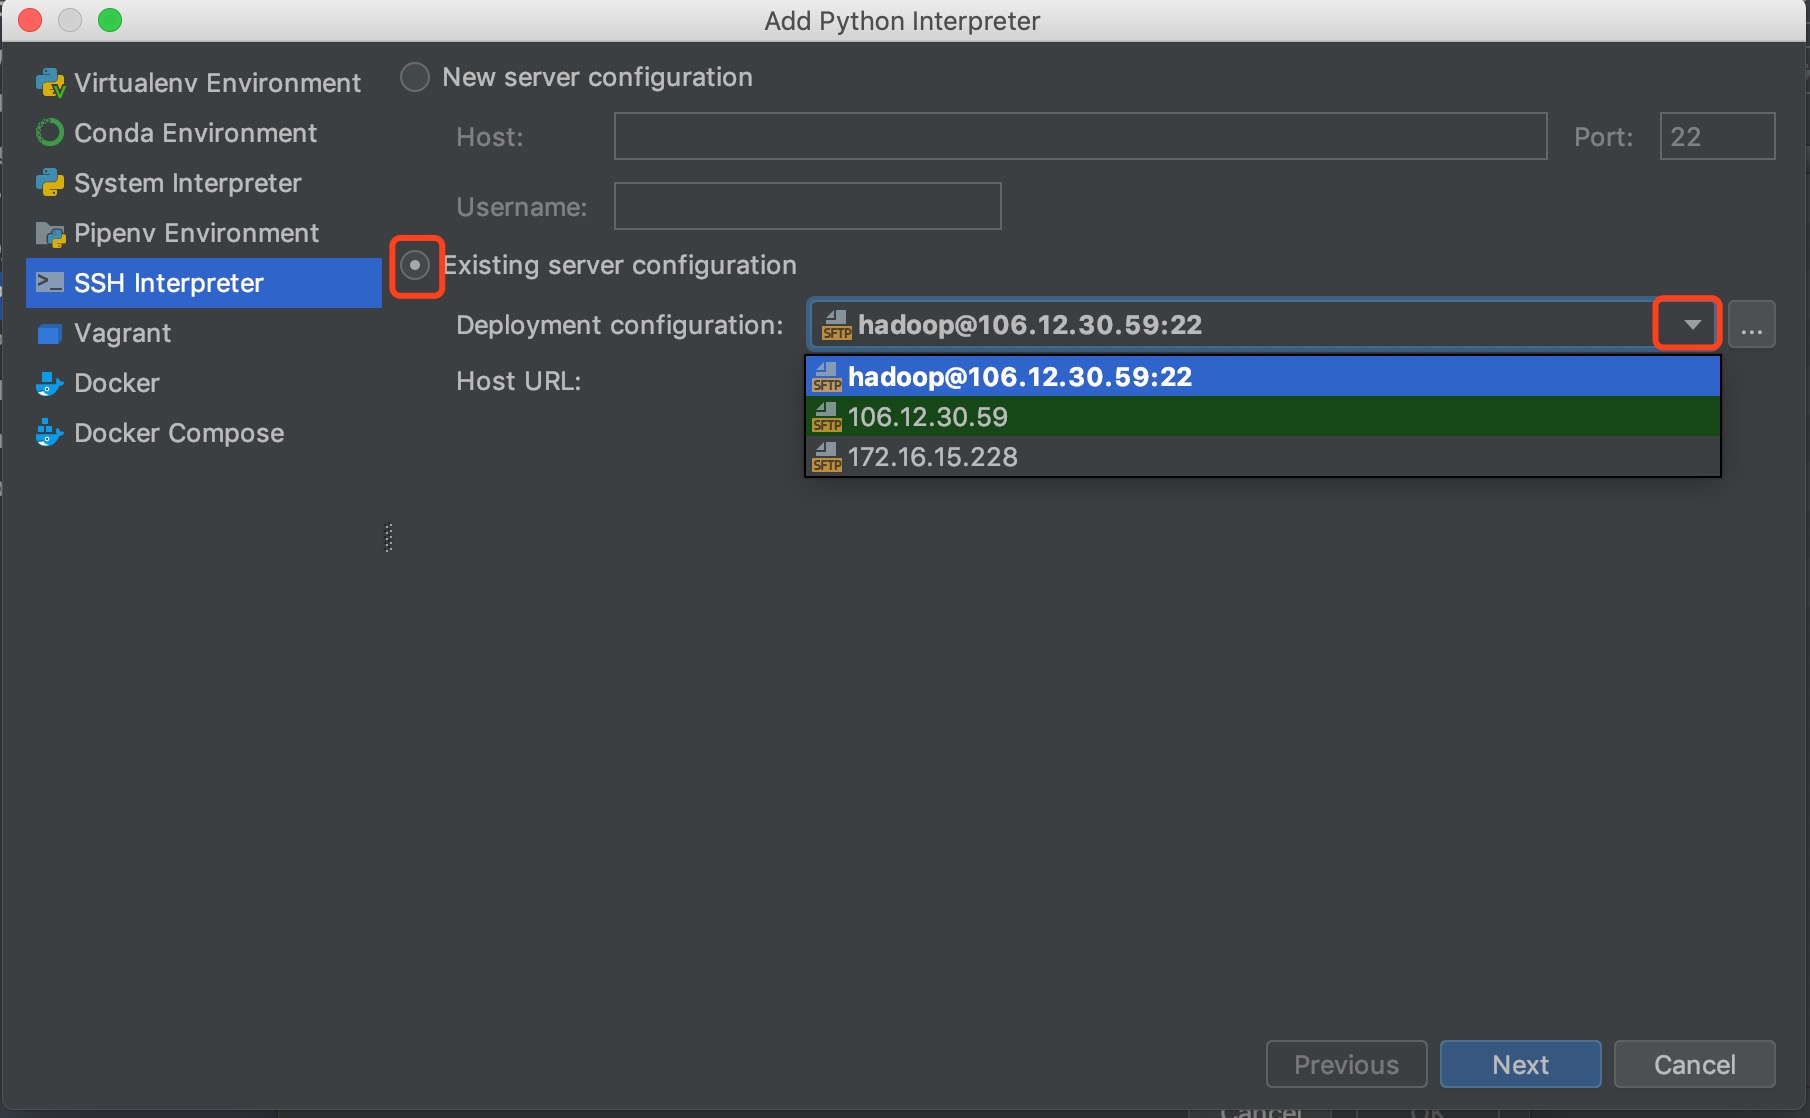 Add Python Interpreter
Virtualenv Environment
Conda Environment
System Interpreter
Pipenv Environment
SSH Interpreter
Vagrant
Docker
Docker Compose
New server configuration
Host:
Port: 22
Username:
Existing server configuration
Deployment configuration: SFTP hadoop@106.12.30.59:22 ...
Host URL:
SFTP hadoop@106.12.30.59:22
SFTP 106.12.30.59
SFTP 172.16.15.228
Previous Next Cancel
Cancel OK